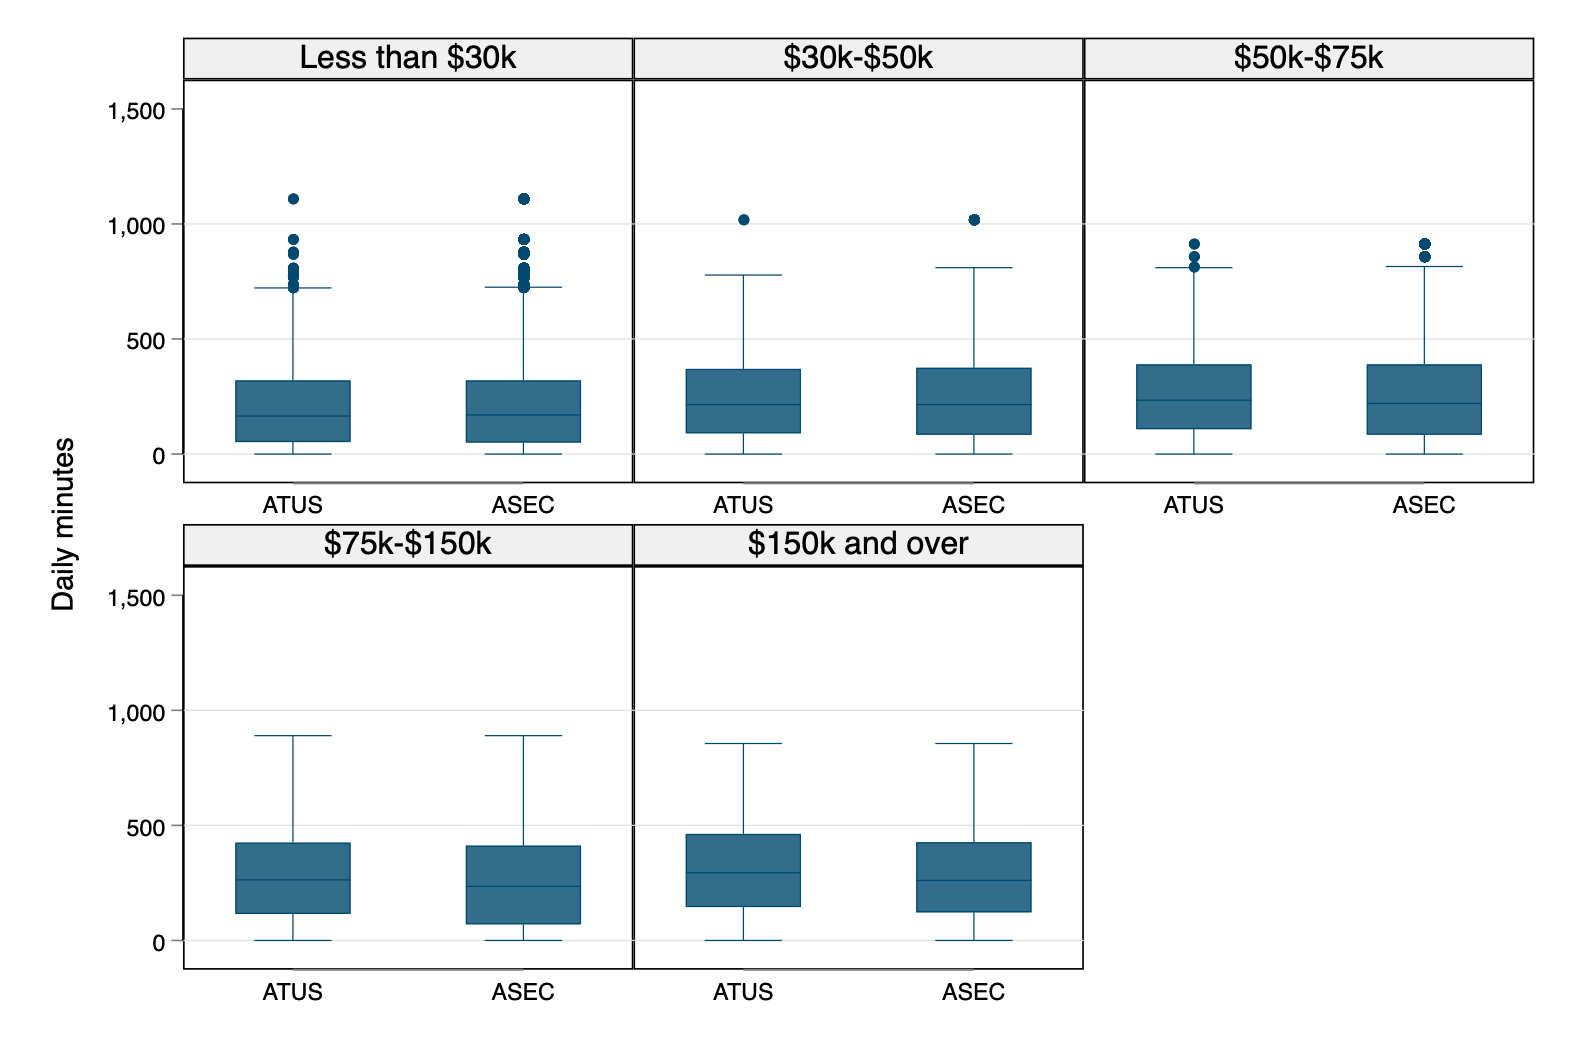 Less than $30k
$30k-$50k
$50k-$75k
1,500
1,000
500
0
ATUS
ASEC
ATUS
ASEC
ATUS
ASEC
Daily minutes
$75k-$150k
$150k and over
1,500
1,000
500
0
ATUS
ASEC
ATUS
ASEC